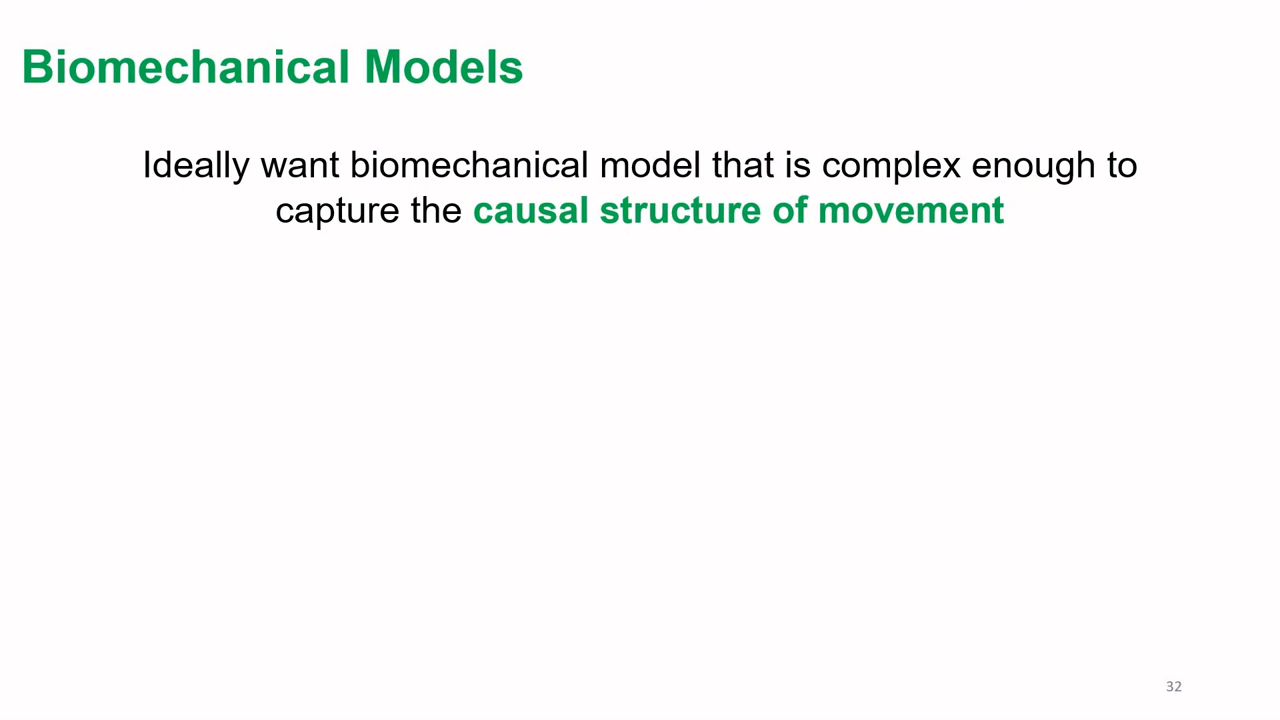 Biomechanical Models
Ideally want biomechanical model that is complex enough to
capture the causal structure of movement
32